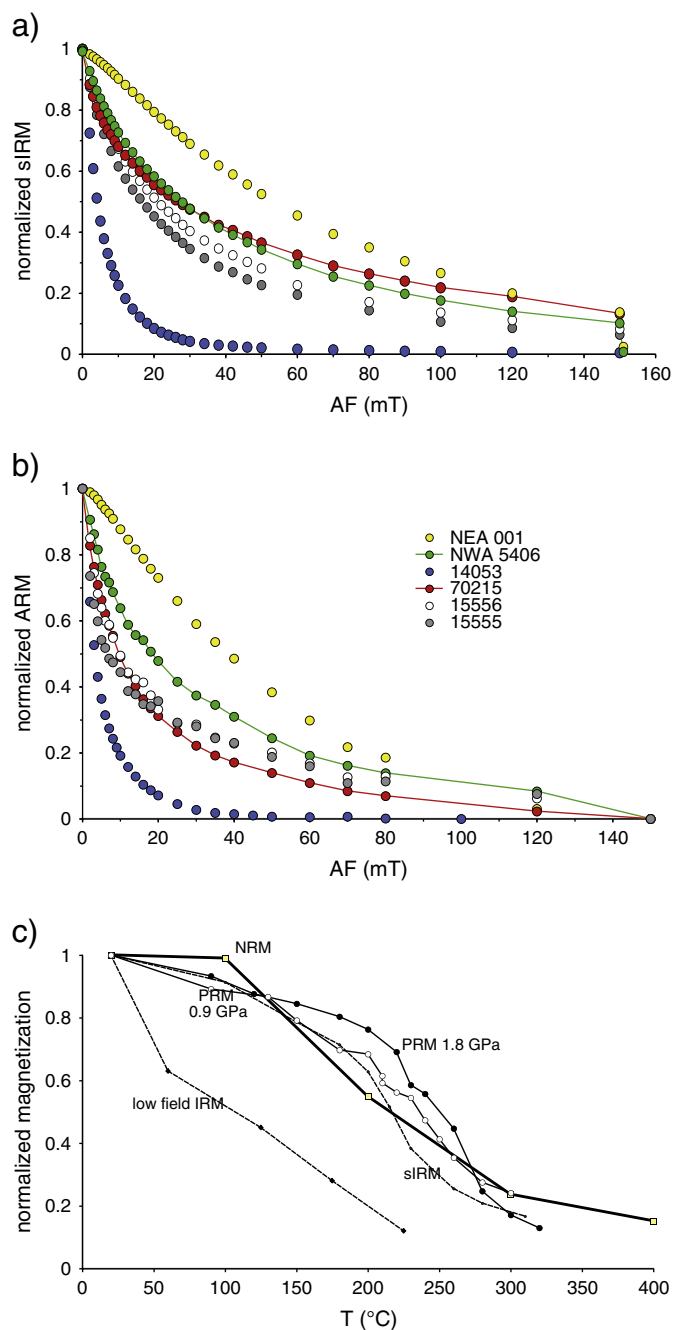 a)
1
0.8
0.6
0.4
0.2
0
normalized sIRM
0 20 40 60 80 100 120 140 160
AF (mT)
b)
1
0.8
0.6
0.4
0.2
0
normalized ARM
NEA 001
NWA 5406
14053
70215
15556
15555
0 20 40 60 80 100 120 140
AF (mT)
c)
1
0.8
0.6
0.4
0.2
0
normalized magnetization
NRM
PRM
0.9 GPa
PRM 1.8 GPa
low field IRM
sIRM
0 50 100 150 200 250 300 350 400
T (°C)